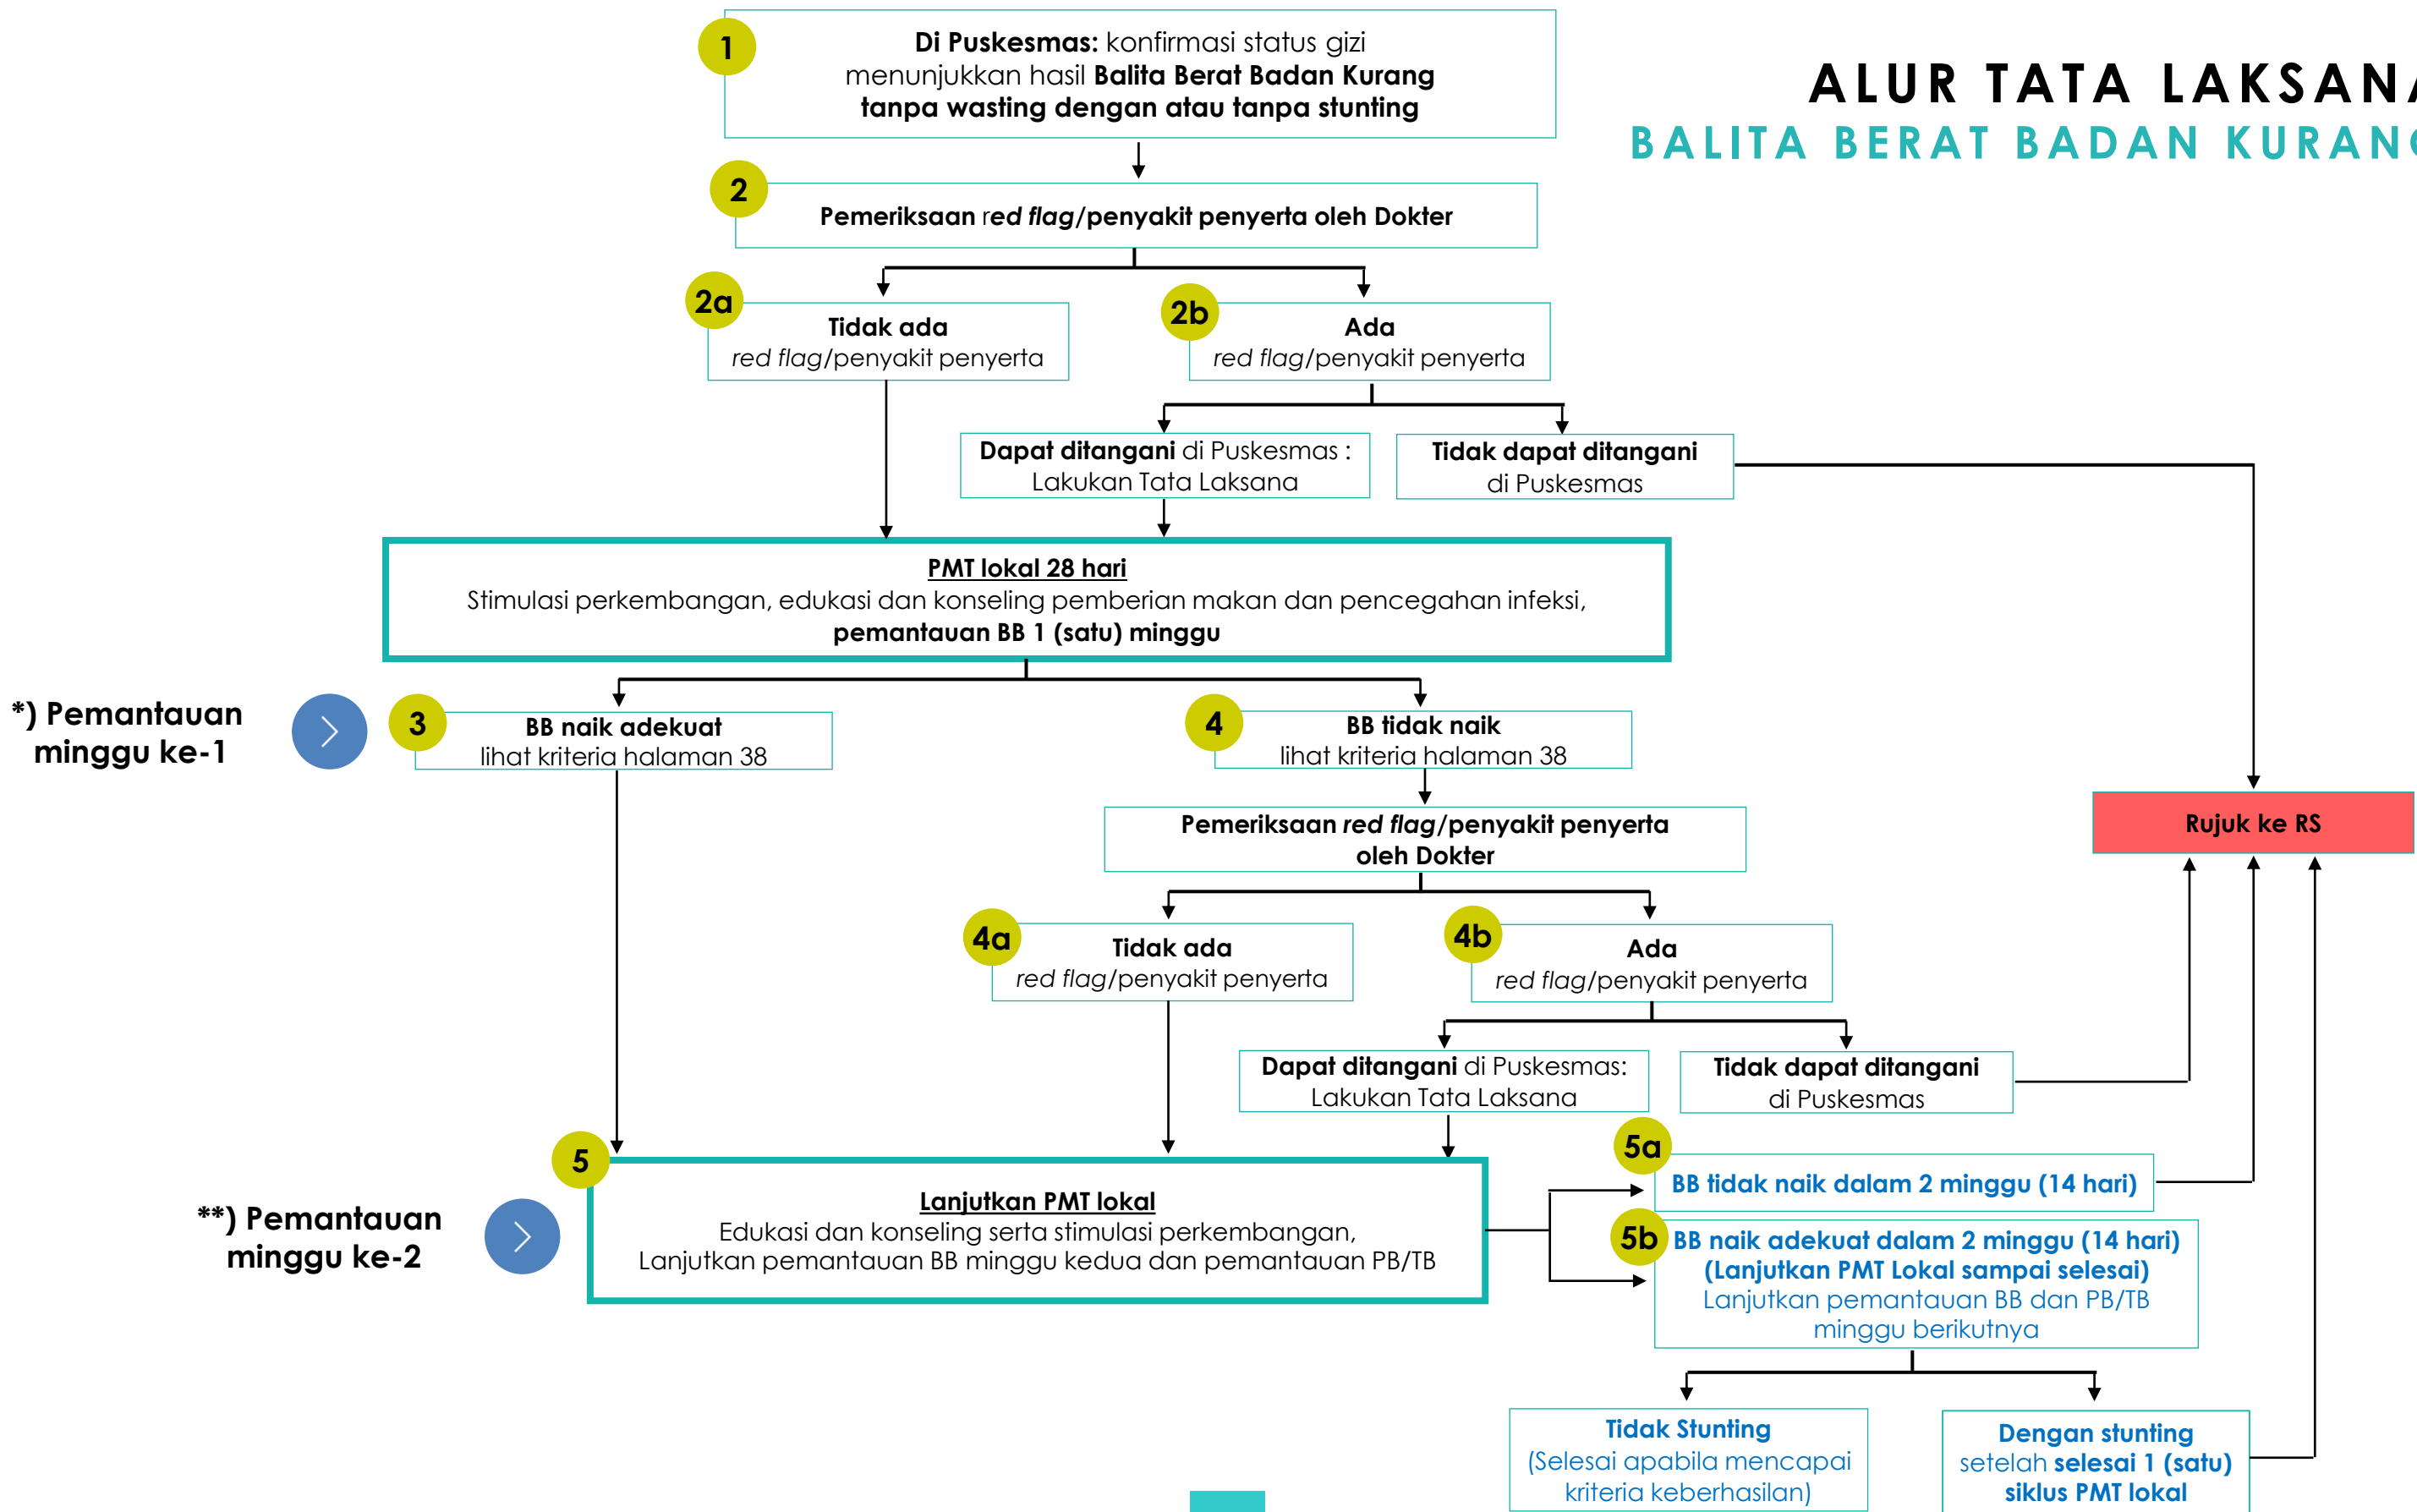 ALUR TATA LAKSANA
BALITA BERAT BADAN KURANG
1
Di Puskesmas: konfirmasi status gizi
menunjukkan hasil Balita Berat Badan Kurang
tanpa wasting dengan atau tanpa stunting
2
Pemeriksaan red flag/penyakit penyerta oleh Dokter
2a
Tidak ada
red flag/penyakit penyerta
2b
Ada
red flag/penyakit penyerta
Dapat ditangani di Puskesmas :
Lakukan Tata Laksana
Tidak dapat ditangani
di Puskesmas
PMT lokal 28 hari
Stimulasi perkembangan, edukasi dan konseling pemberian makan dan pencegahan infeksi,
pemantauan BB 1 (satu) minggu
*) Pemantauan
minggu ke-1
3
BB naik adekuat
lihat kriteria halaman 38
4
BB tidak naik
lihat kriteria halaman 38
Pemeriksaan red flag/penyakit penyerta
oleh Dokter
Rujuk ke RS
4a
Tidak ada
red flag/penyakit penyerta
4b
Ada
red flag/penyakit penyerta
Dapat ditangani di Puskesmas:
Lakukan Tata Laksana
Tidak dapat ditangani
di Puskesmas
**) Pemantauan
minggu ke-2
5
Lanjutkan PMT lokal
Edukasi dan konseling serta stimulasi perkembangan,
Lanjutkan pemantauan BB minggu kedua dan pemantauan PB/TB
5a
BB tidak naik dalam 2 minggu (14 hari)
5b
BB naik adekuat dalam 2 minggu (14 hari)
(Lanjutkan PMT Lokal sampai selesai)
Lanjutkan pemantauan BB dan PB/TB
minggu berikutnya
Tidak Stunting
(Selesai apabila mencapai
kriteria keberhasilan)
Dengan stunting
setelah selesai 1 (satu)
siklus PMT lokal